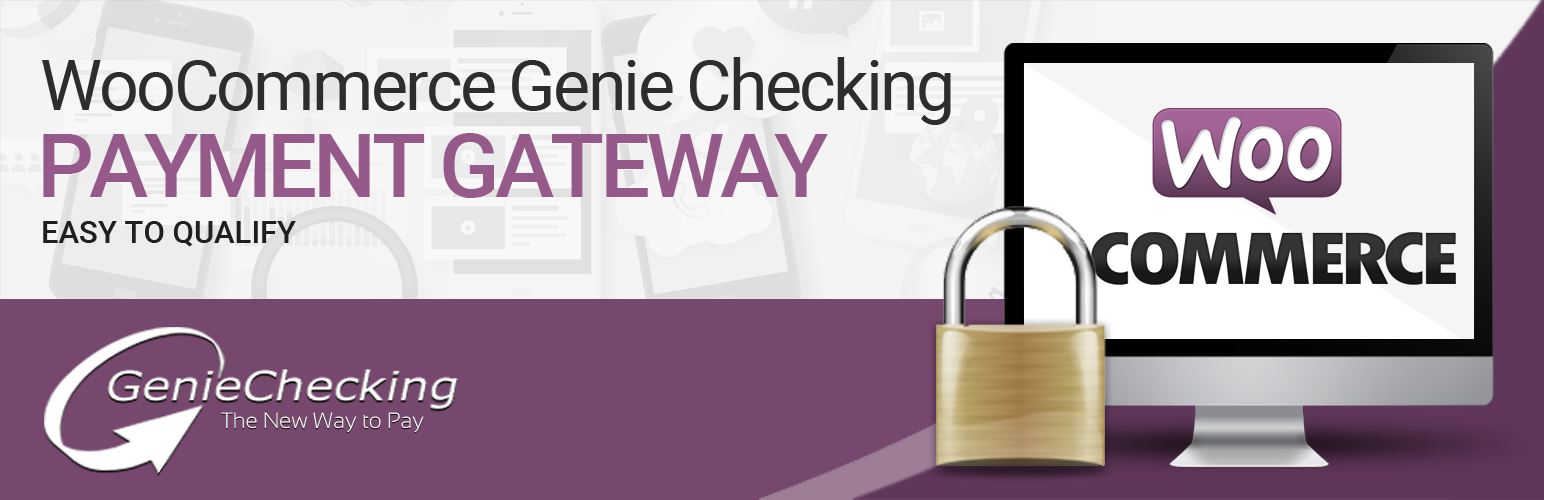 WooCommerce Genie Checking
PAYMENT GATEWAY
EASY TO QUALIFY
GenieChecking
The New Way to Pay
WOO
COMMERCE